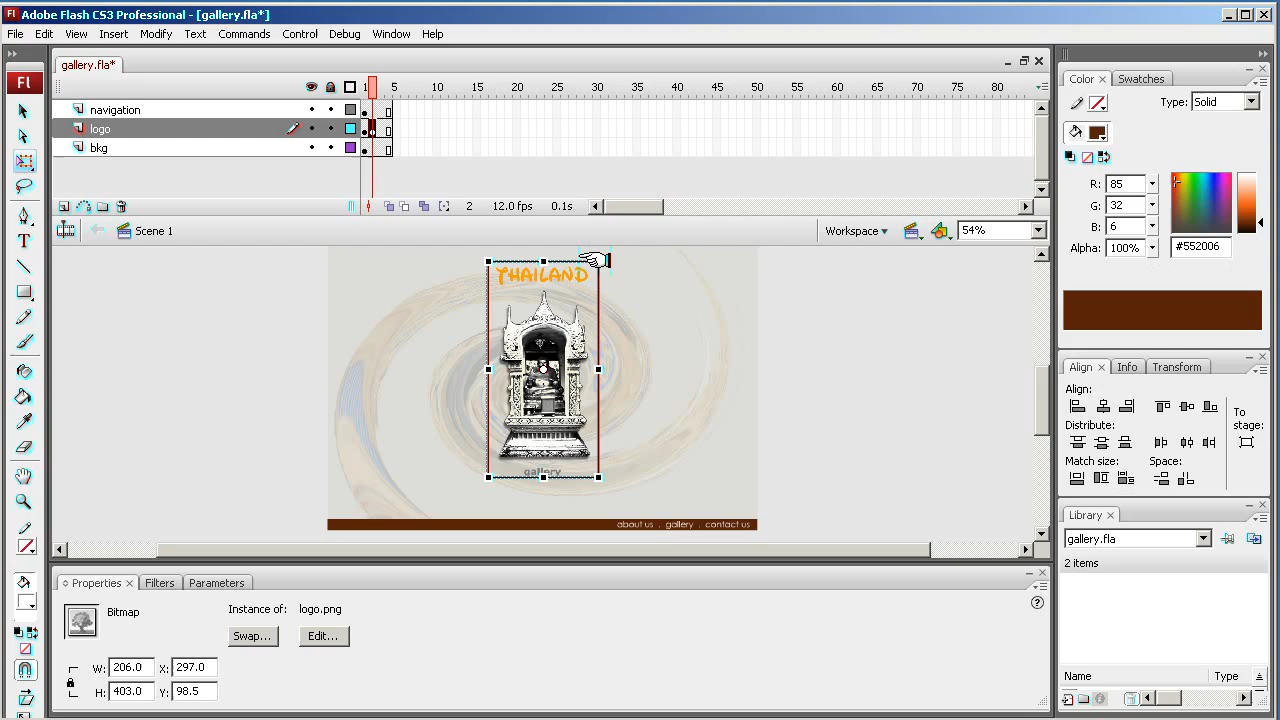 Fl Adobe Flash CS3 Professional - [gallery.fla*]
File Edit View Insert Modify Text Commands Control Debug Window Help
gallery.fla*
Fl
1 5 10 15 20 25 30 35 40 45 50 55 60 65 70 75 80
navigation
logo
bkg
2 12.0 fps 0.1s
Scene 1 Workspace 54%
THAILAND
gallery
about us . gallery . contact us
Properties Filters Parameters
Bitmap
Instance of: logo.png
Swap... Edit...
W: 206.0 X: 297.0
H: 403.0 Y: 98.5
Color Swatches
Type: Solid
R: 85
G: 32
B: 6
Alpha: 100% #552006
Align Info Transform
Align:
To stage:
Distribute:
Match size: Space:
Library
gallery.fla
2 items
Name Type